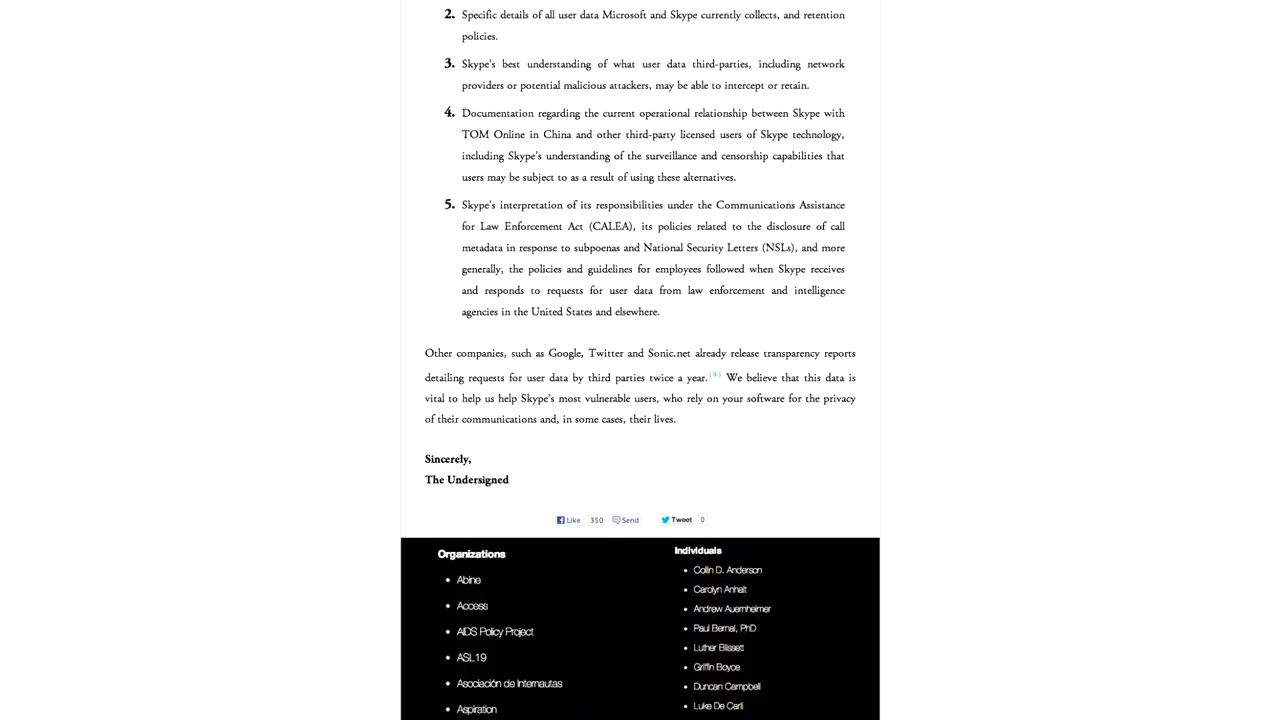 2. Specific details of all user data Microsoft and Skype currently collects, and retention
policies.
3. Skype's best understanding of what user data third-parties, including network
providers or potential malicious attackers, may be able to intercept or retain.
4. Documentation regarding the current operational relationship between Skype with
TOM Online in China and other third-party licensed users of Skype technology,
including Skype's understanding of the surveillance and censorship capabilities that
users may be subject to as a result of using these alternatives.
5. Skype's interpretation of its responsibilities under the Communications Assistance
for Law Enforcement Act (CALEA), its policies related to the disclosure of call
metadata in response to subpoenas and National Security Letters (NSLs), and more
generally, the policies and guidelines for employees followed when Skype receives
and responds to requests for user data from law enforcement and intelligence
agencies in the United States and elsewhere.
Other companies, such as Google, Twitter and Sonic.net already release transparency reports
detailing requests for user data by third parties twice a year.[9] We believe that this data is
vital to help us help Skype's most vulnerable users, who rely on your software for the privacy
of their communications and, in some cases, their lives.
Sincerely,
The Undersigned
Like 350 Send Tweet 0
Organizations
• Abine
• Access
• AIDS Policy Project
• ASL19
• Asociación de Internautas
• Aspiration
Individuals
• Collin D. Anderson
• Carolyn Anhalt
• Andrew Auernheimer
• Paul Bernal, PhD
• Luther Blissett
• Griffin Boyce
• Duncan Campbell
• Luke De Carli